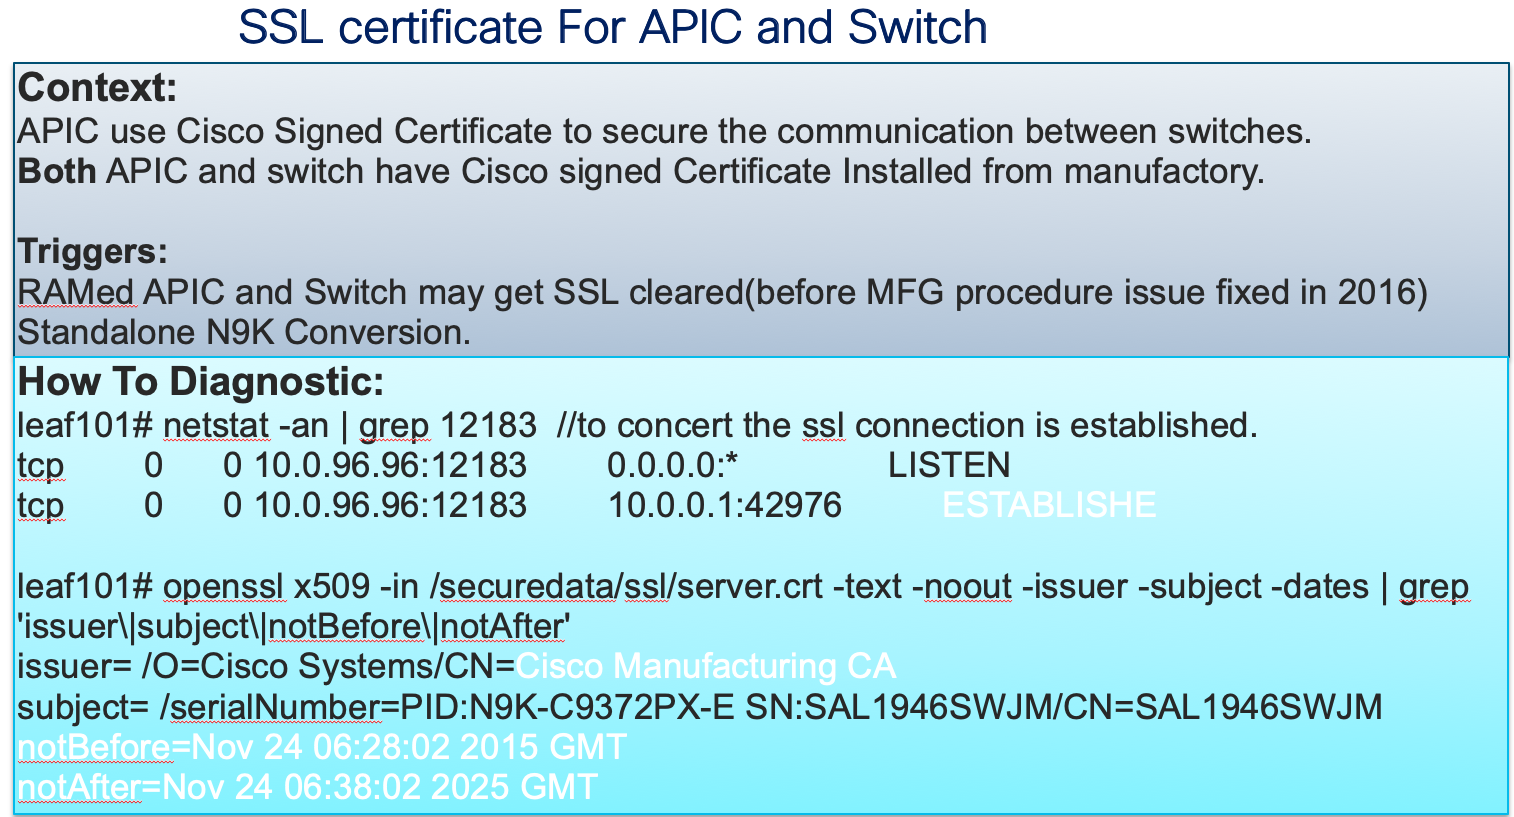 SSL certificate For APIC and Switch
Context:
APIC use Cisco Signed Certificate to secure the communication between switches.
Both APIC and switch have Cisco signed Certificate Installed from manufactory.
Triggers:
RAMed APIC and Switch may get SSL cleared(before MFG procedure issue fixed in 2016)
Standalone N9K Conversion.
How To Diagnostic:
leaf101# netstat -an | grep 12183 //to concert the ssl connection is established.
tcp 0 0 10.0.96.96:12183 0.0.0.0:* LISTEN
tcp 0 0 10.0.96.96:12183 10.0.0.1:42976 ESTABLISHE
leaf101# openssl x509 -in /securedata/ssl/server.crt -text -noout -issuer -subject -dates | grep
'issuer\|subject\|notBefore\|notAfter'
issuer= /O=Cisco Systems/CN=Cisco Manufacturing CA
subject= /serialNumber=PID:N9K-C9372PX-E SN:SAL1946SWJM/CN=SAL1946SWJM
notBefore=Nov 24 06:28:02 2015 GMT
notAfter=Nov 24 06:38:02 2025 GMT